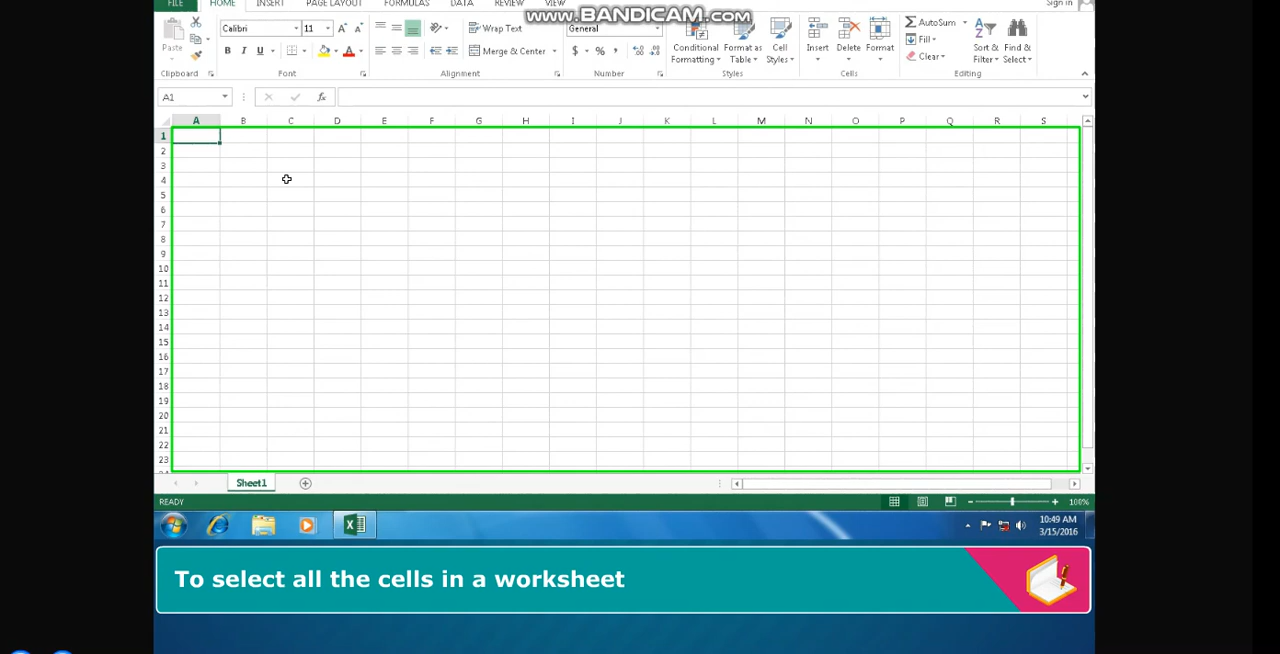 FILE HOME INSERT PAGE LAYOUT FORMULAS DATA REVIEW VIEW Sign in
www.BANDICAM.com
Paste Calibri 11 B I U A Wrap Text Merge & Center General $ % , Conditional Formatting Format as Table Cell Styles Insert Delete Format AutoSum Fill Clear Sort & Filter Find & Select
Clipboard Font Alignment Number Styles Cells Editing
A1 fx
A B C D E F G H I J K L M N O P Q R S
1
2
3
4
5
6
7
8
9
10
11
12
13
14
15
16
17
18
19
20
21
22
23
Sheet1
READY 100%
10:49 AM
3/15/2016
To select all the cells in a worksheet